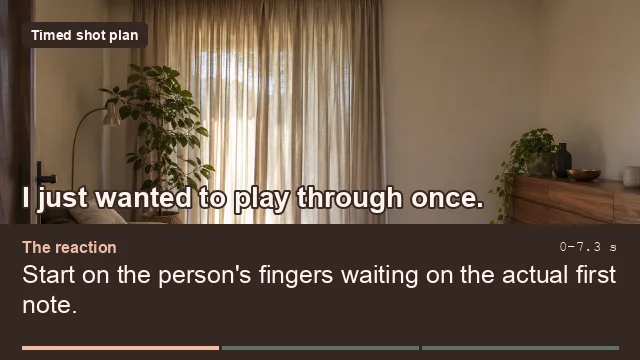 Timed shot plan
I just wanted to play through once.
The reaction
0–7.3 s
Start on the person's fingers waiting on the actual first
note.